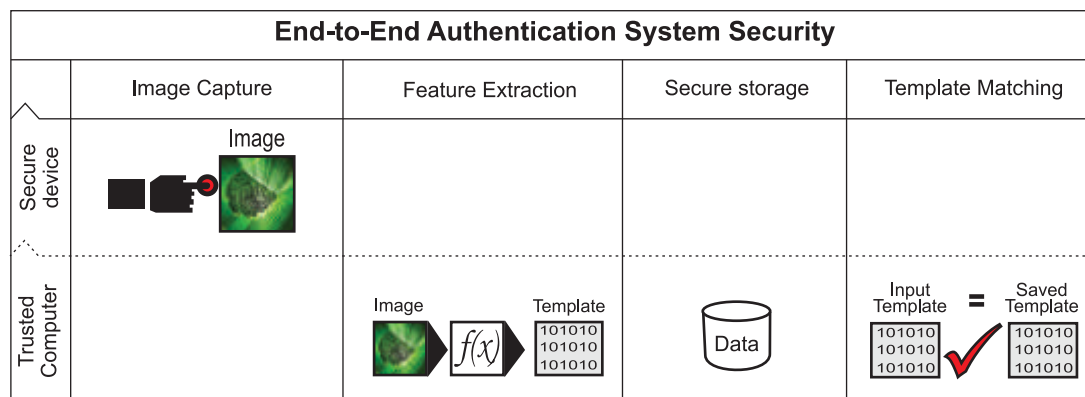 End-to-End Authentication System Security
Image Capture
Feature Extraction
Secure storage
Template Matching
Secure
device
Image
Trusted
Computer
Image
f(x)
Template
101010
101010
101010
Data
Input
Template
=
Saved
Template
101010
101010
101010
101010
101010
101010